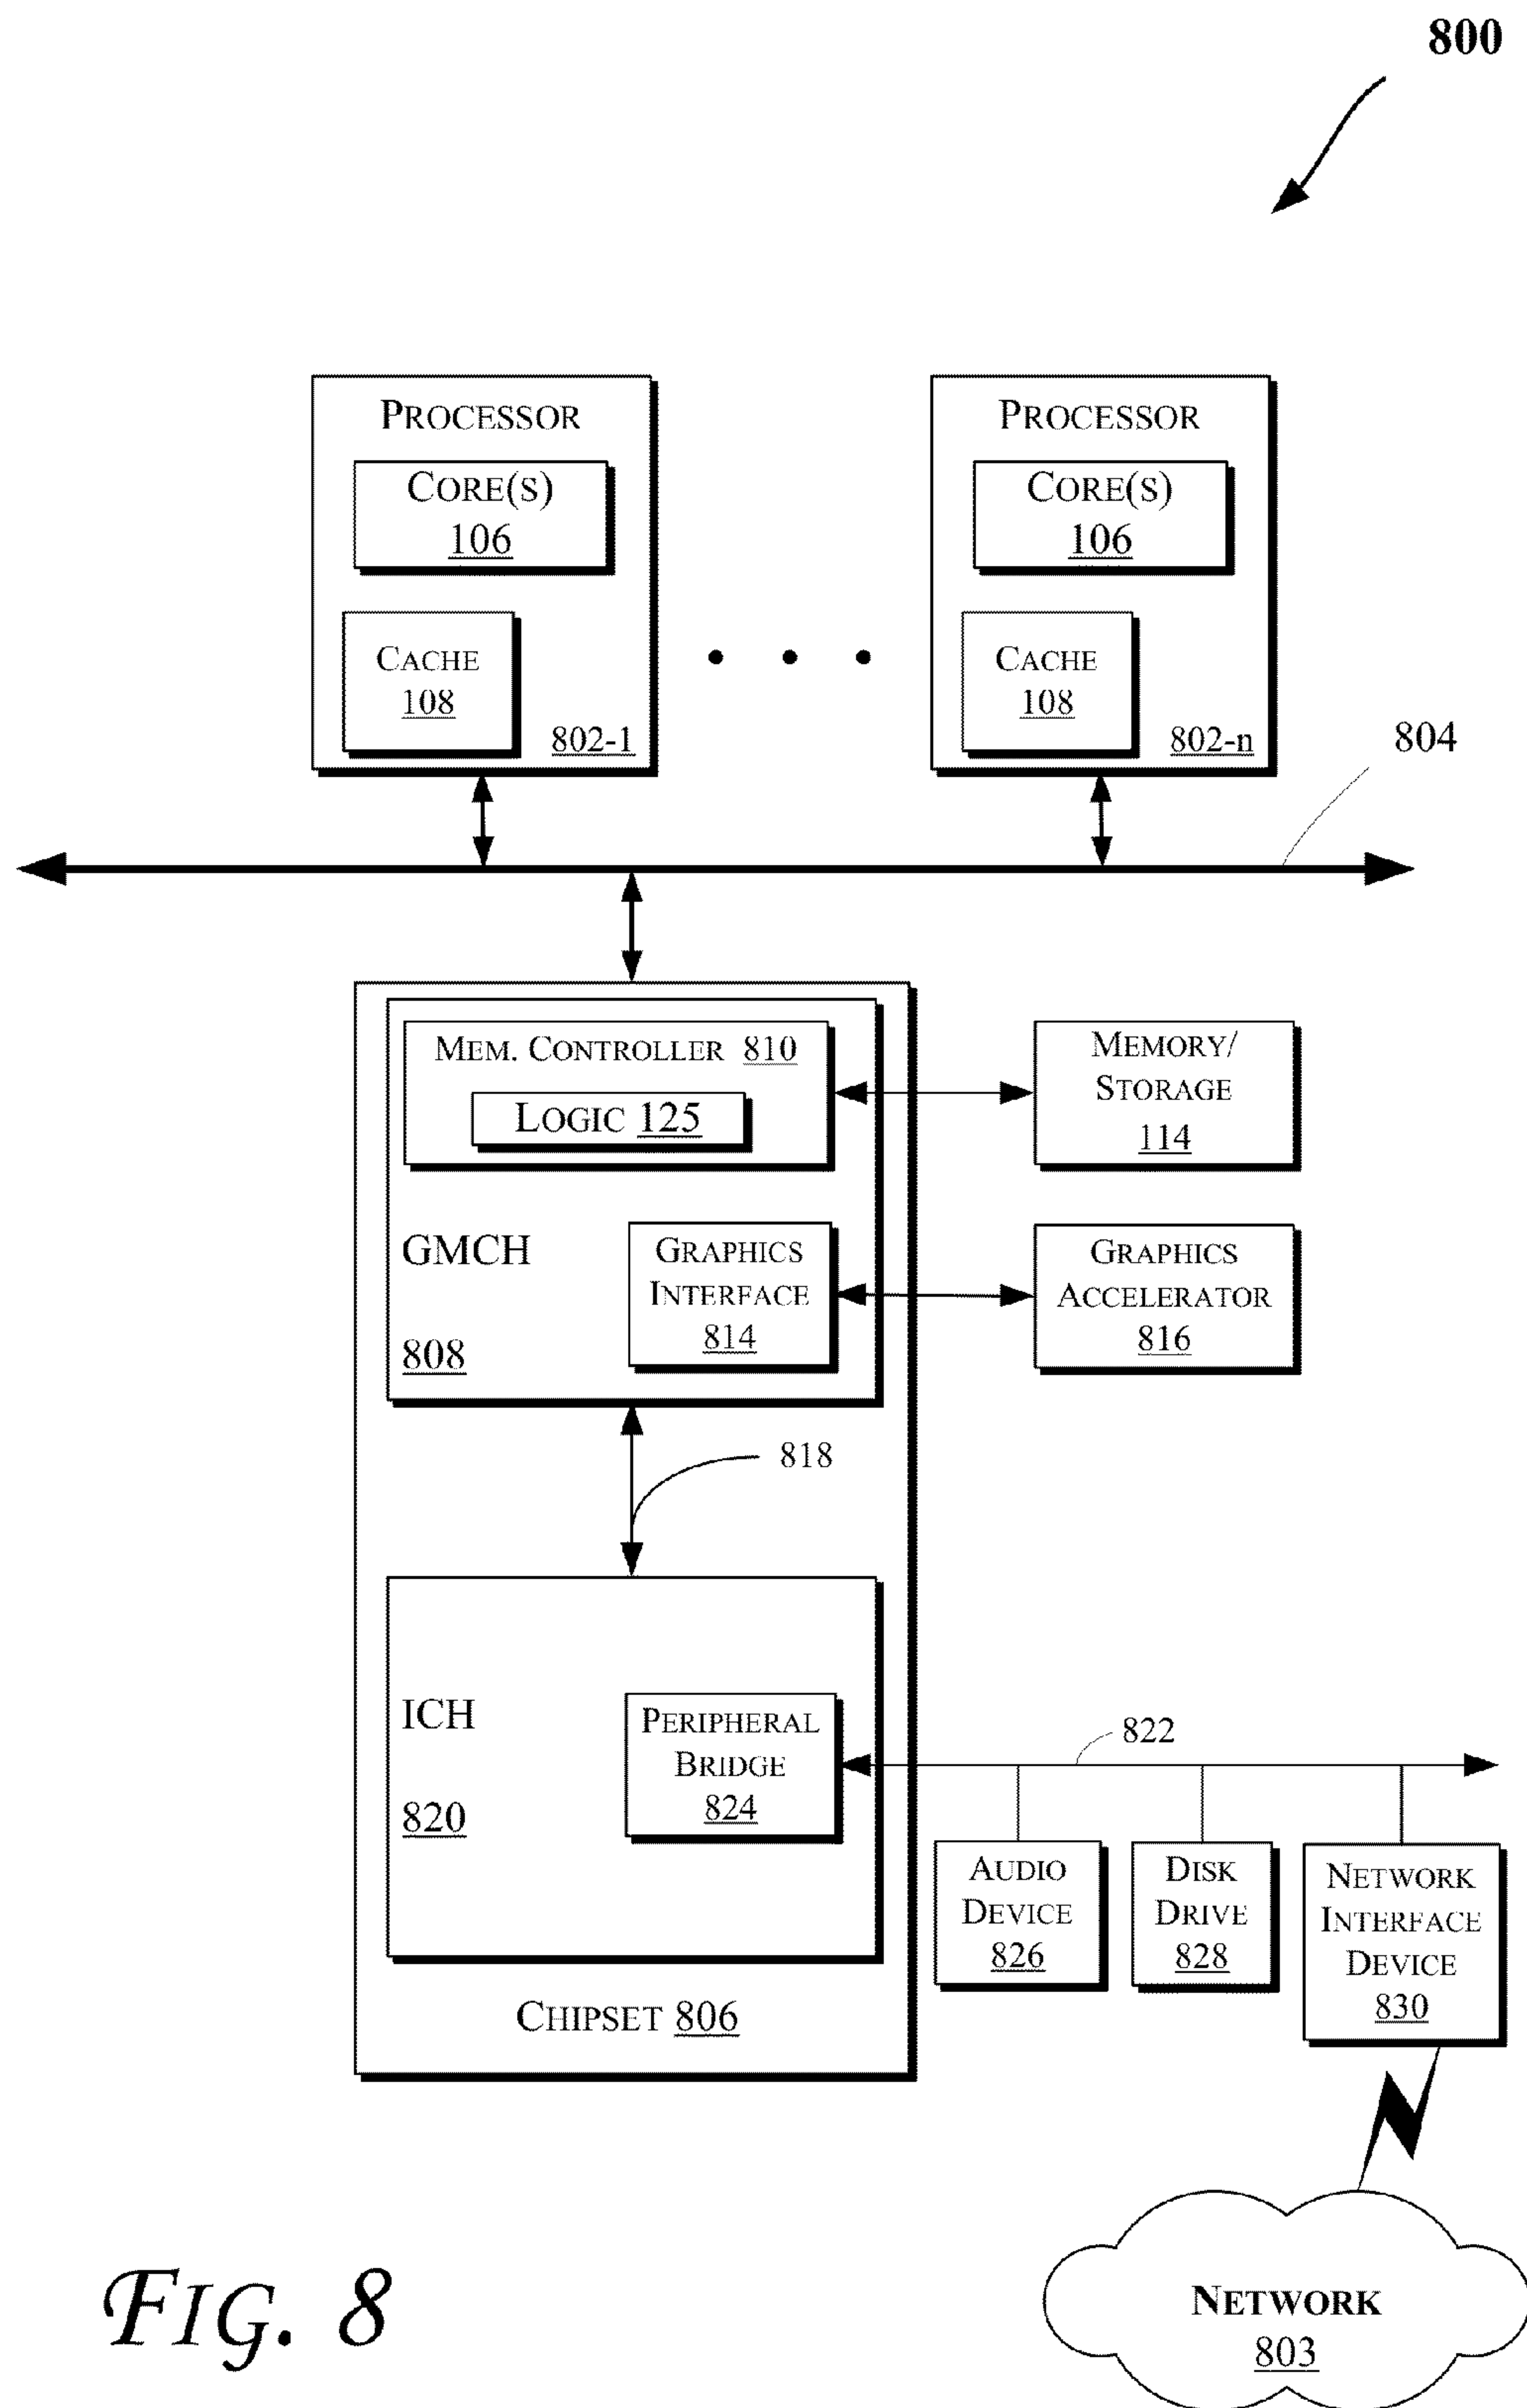 800
PROCESSOR
CORE(S)
106
CACHE
108
802-1
PROCESSOR
CORE(S)
106
CACHE
108
802-n
804
MEM. CONTROLLER 810
LOGIC 125
MEMORY/
STORAGE
114
GMCH
808
GRAPHICS
INTERFACE
814
GRAPHICS
ACCELERATOR
816
818
ICH
820
PERIPHERAL
BRIDGE
824
822
AUDIO
DEVICE
826
DISK
DRIVE
828
NETWORK
INTERFACE
DEVICE
830
CHIPSET 806
NETWORK
803
FIG. 8